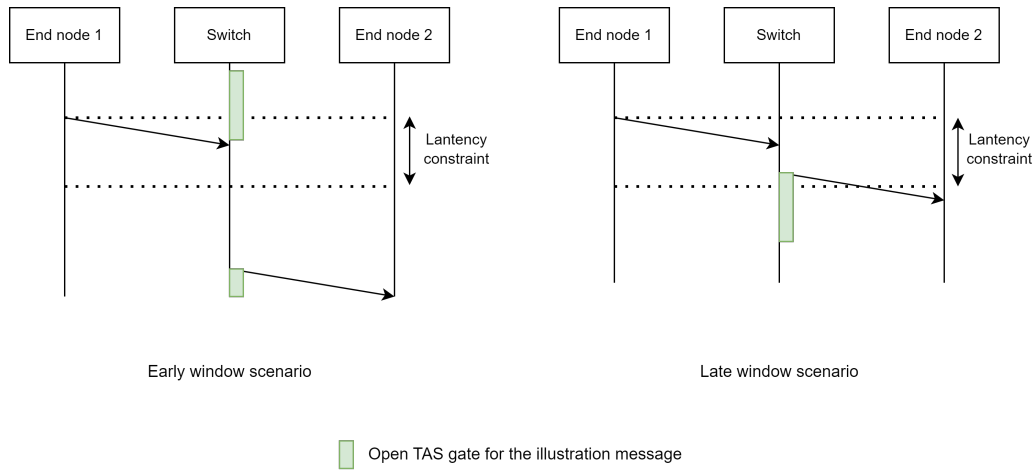 End node 1
Switch
End node 2
End node 1
Switch
End node 2
Lantency
constraint
Lantency
constraint
Early window scenario
Late window scenario
Open TAS gate for the illustration message